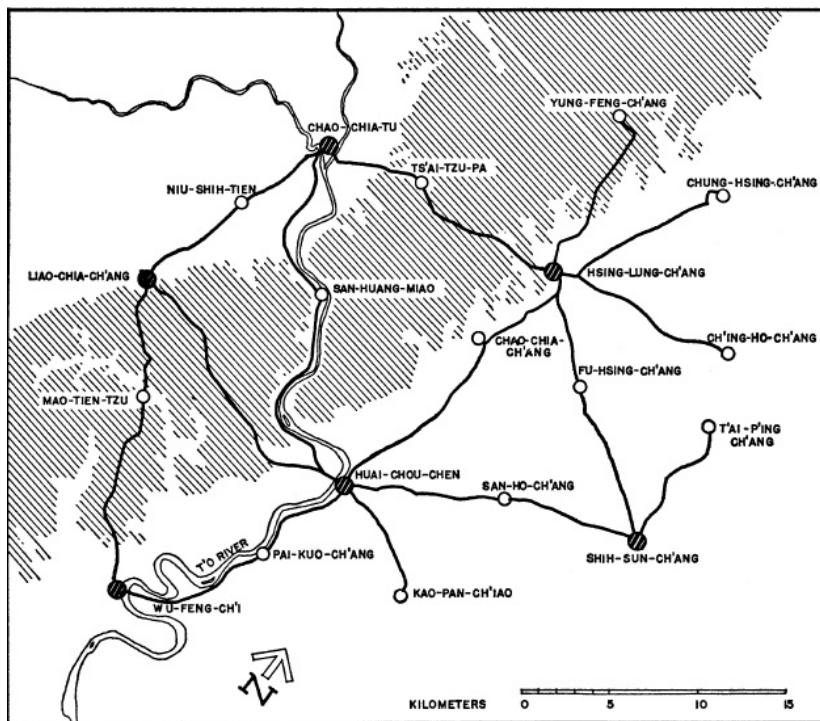 YUNG-FENG-CH'ANG
CHAO-CHIA-TU
TS'AI-TZU-PA
CHUNG-HSING-CH'ANG
NIU-SHIH-TIEN
LIAO-CHIA-CH'ANG
HSING-LUNG-CH'ANG
SAN-HUANG-MIAO
CHAO-CHIA-
CH'ANG
CH'ING-HO-CH'ANG
FU-HSING-CH'ANG
MAO-TIEN-TZU
T'AI-P'ING
CH'ANG
HUAI-CHOU-CHEN
SAN-HO-CH'ANG
T'O RIVER
PAI-KUO-CH'ANG
SHIH-SUN-CH'ANG
WU-FENG-CH'I
KAO-PAN-CH'IAO
N
KILOMETERS 0 5 10 15